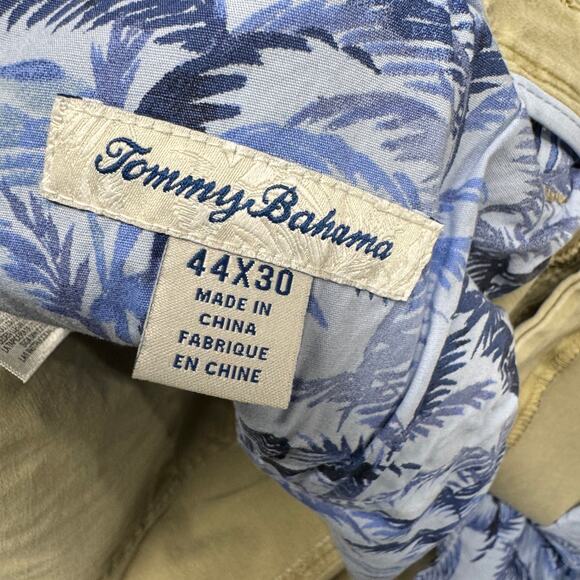 Tommy Bahama
44X30
MADE IN
CHINA
FABRIQUE
EN CHINE